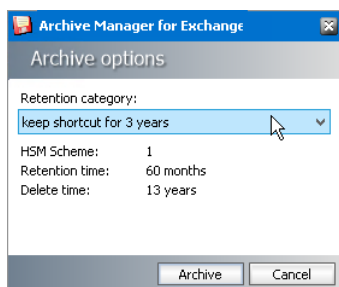 Archive Manager for Exchange
Archive options
Retention category:
keep shortcut for 3 years
HSM Scheme: 1
Retention time: 60 months
Delete time: 13 years
Archive Cancel